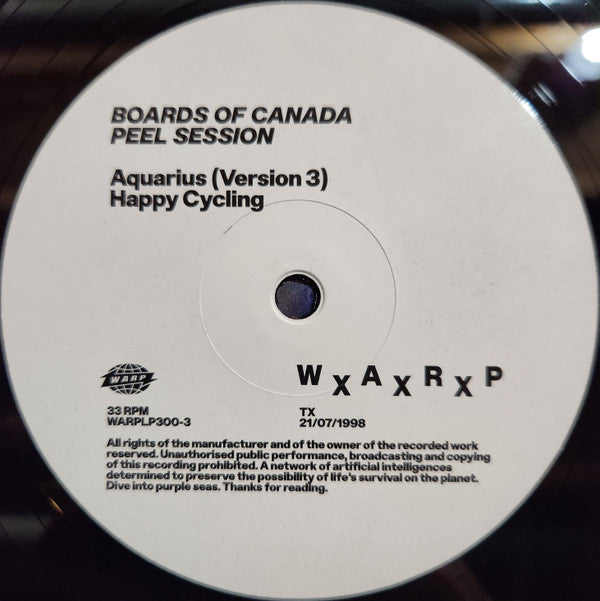 BOARDS OF CANADA
PEEL SESSION
Aquarius (Version 3)
Happy Cycling
WARP
W X A X R X P
33 RPM
WARPLP300-3
TX
21/07/1998
All rights of the manufacturer and of the owner of the recorded work
reserved. Unauthorised public performance, broadcasting and copying
of this recording prohibited. A network of artificial intelligences
determined to preserve the possibility of life's survival on the planet.
Dive into purple seas. Thanks for reading.